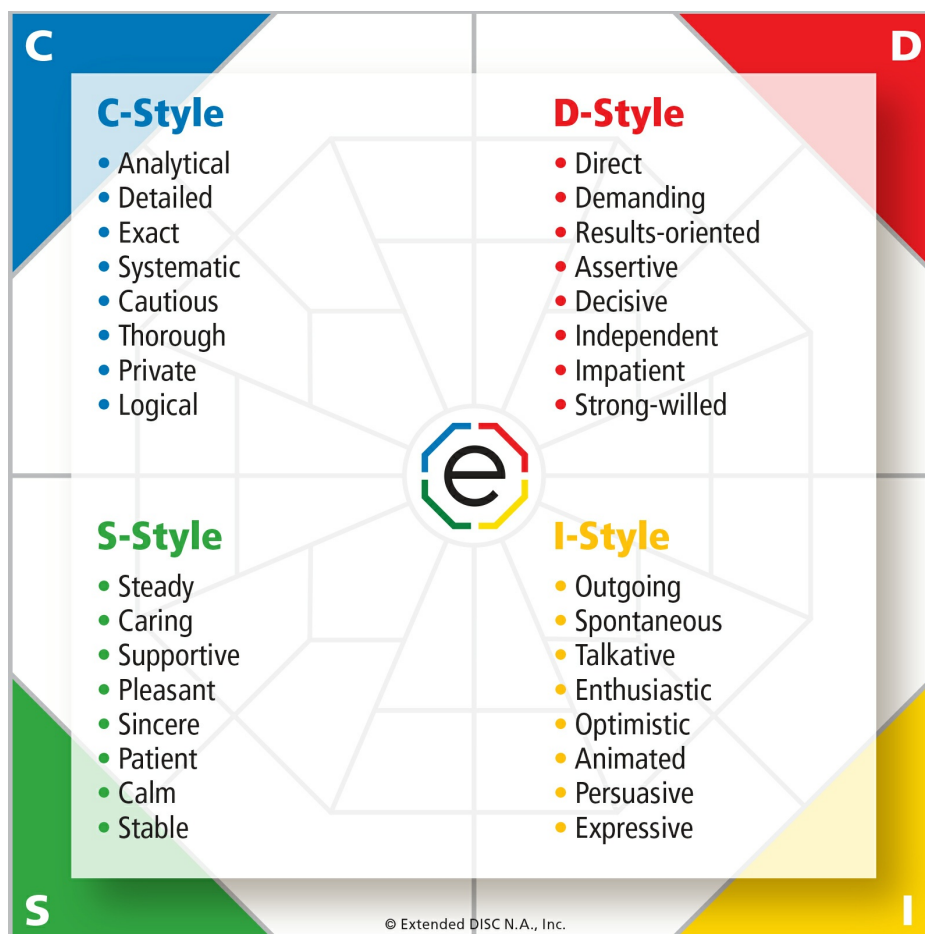 C
D
C-Style
• Analytical
• Detailed
• Exact
• Systematic
• Cautious
• Thorough
• Private
• Logical
D-Style
• Direct
• Demanding
• Results-oriented
• Assertive
• Decisive
• Independent
• Impatient
• Strong-willed
e
S-Style
• Steady
• Caring
• Supportive
• Pleasant
• Sincere
• Patient
• Calm
• Stable
I-Style
• Outgoing
• Spontaneous
• Talkative
• Enthusiastic
• Optimistic
• Animated
• Persuasive
• Expressive
S
I
© Extended DISC N.A., Inc.